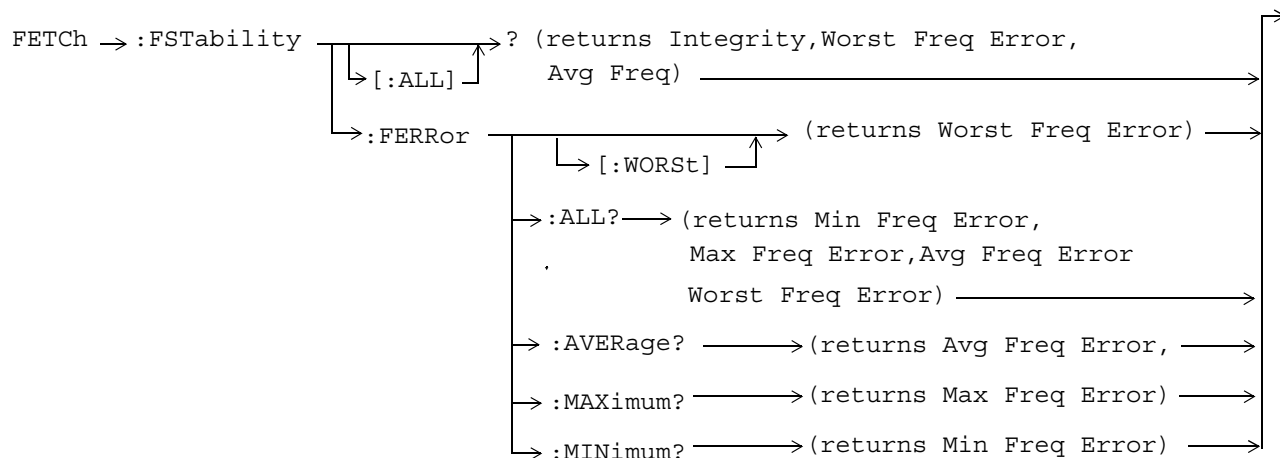 FETCh :FSTability ? (returns Integrity,Worst Freq Error,
[:ALL] Avg Freq)
:FERRor (returns Worst Freq Error)
[:WORSt]
:ALL? (returns Min Freq Error,
Max Freq Error,Avg Freq Error
Worst Freq Error)
:AVERage? (returns Avg Freq Error,
:MAXimum? (returns Max Freq Error)
:MINimum? (returns Min Freq Error)